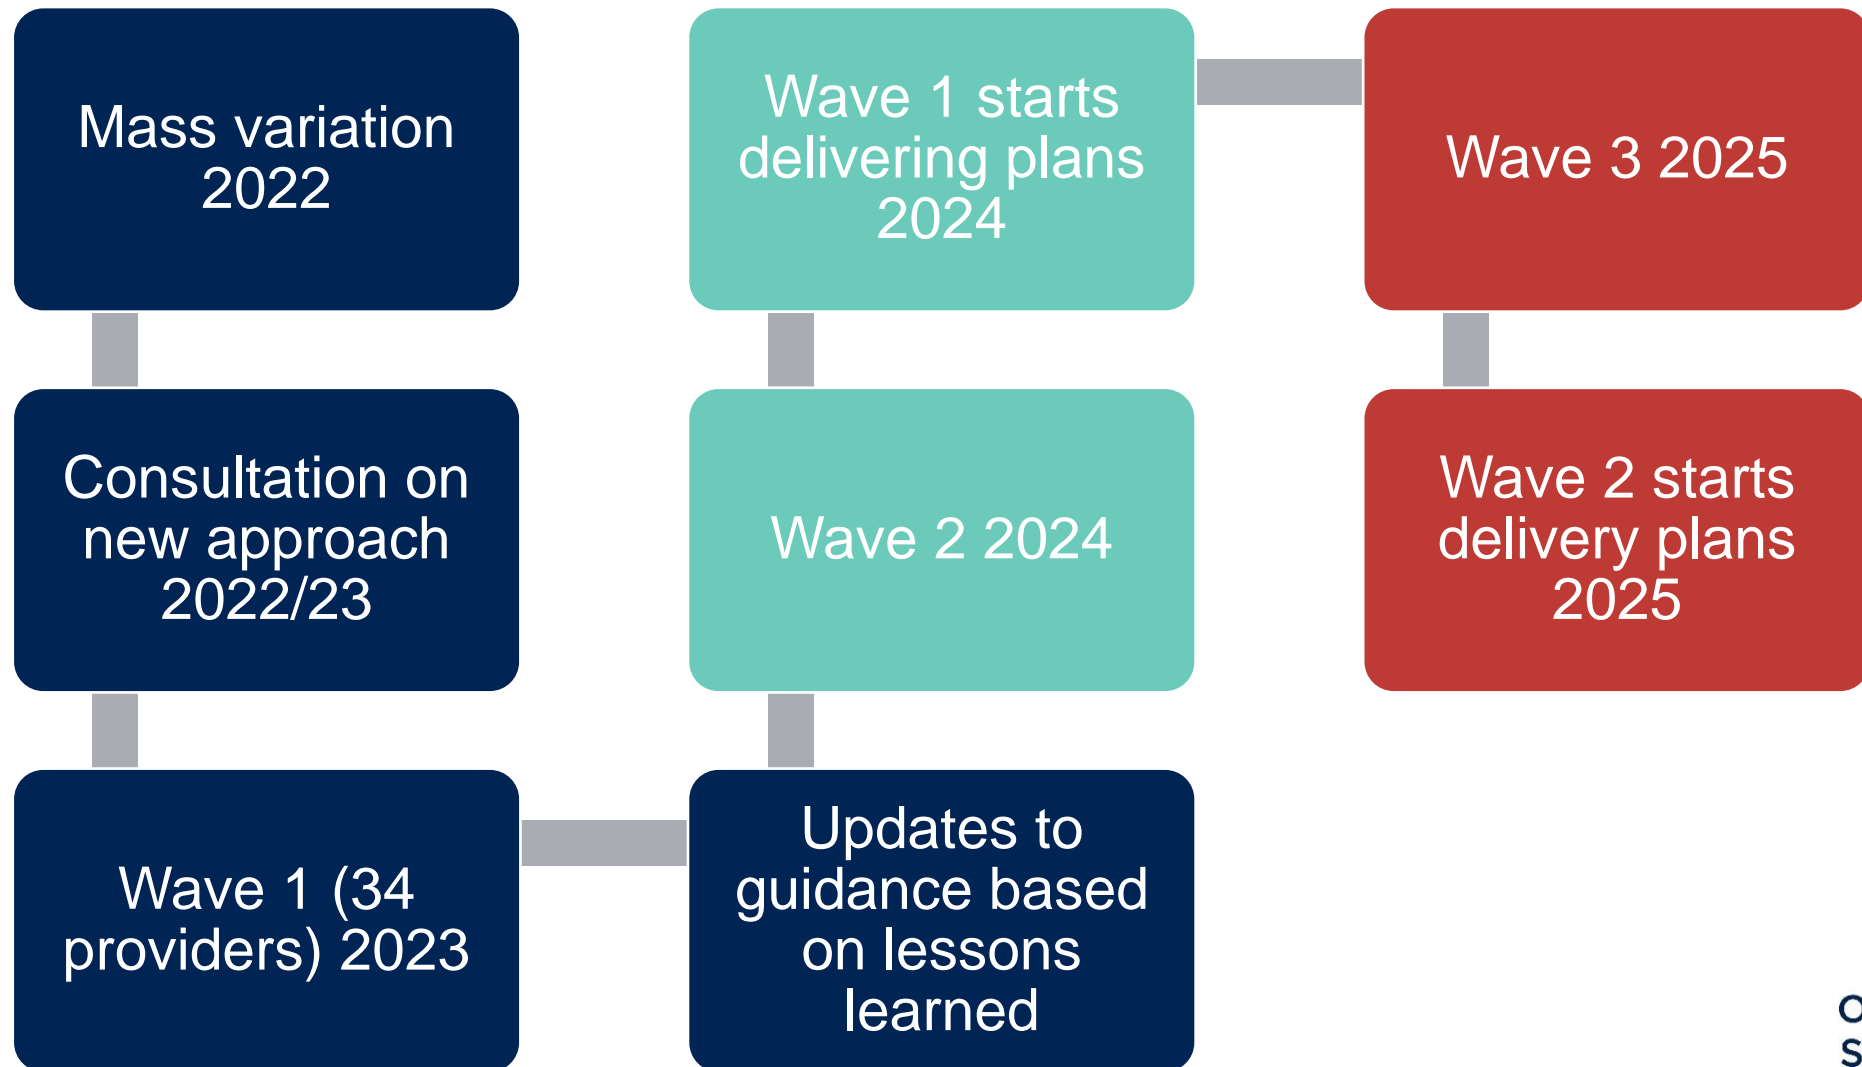 Mass variation
2022
Consultation on
new approach
2022/23
Wave 1 (34
providers) 2023
Updates to
guidance based
on lessons
learned
Wave 2 2024
Wave 1 starts
delivering plans
2024
Wave 3 2025
Wave 2 starts
delivery plans
2025